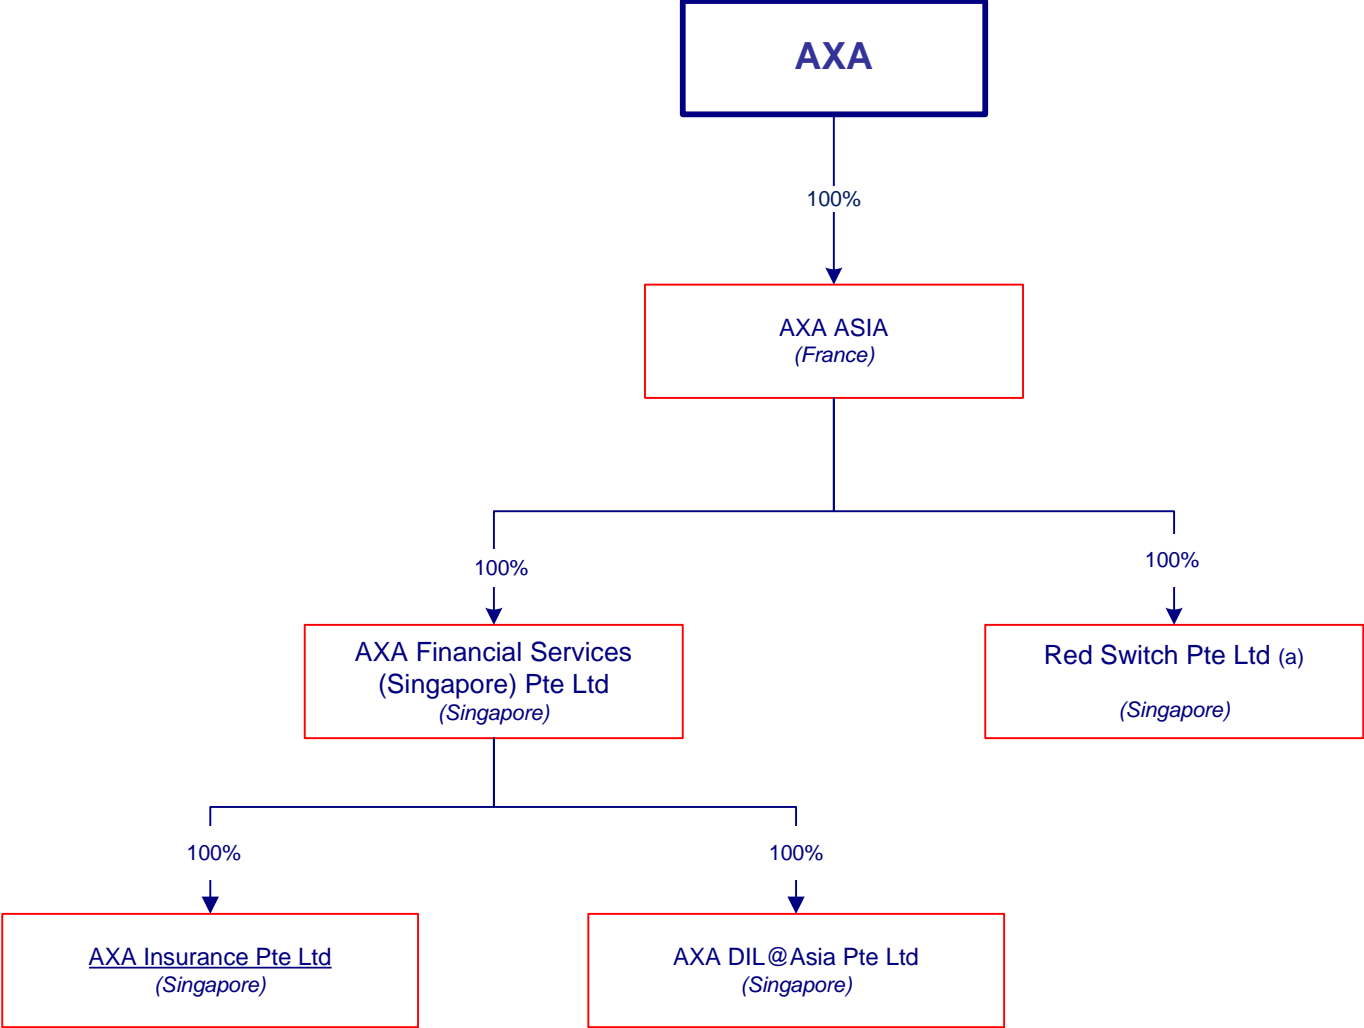 AXA
100%
AXA ASIA
(France)
100%
100%
AXA Financial Services
(Singapore) Pte Ltd
(Singapore)
Red Switch Pte Ltd (a)
(Singapore)
100%
100%
AXA Insurance Pte Ltd
(Singapore)
AXA DIL@Asia Pte Ltd
(Singapore)